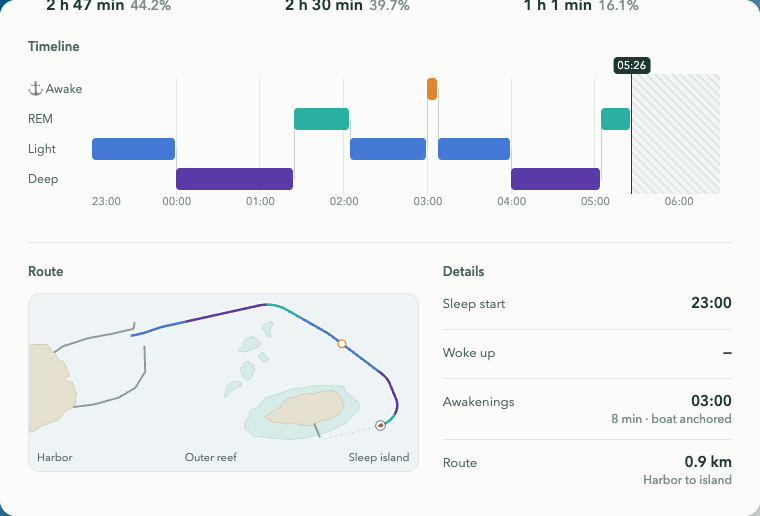 2 h 47 min 44.2%
2 h 30 min 39.7%
1 h 1 min 16.1%
Timeline
05:26
Awake
REM
Light
Deep
23:00 00:00 01:00 02:00 03:00 04:00 05:00 06:00
Route
Harbor
Outer reef
Sleep island
Details
Sleep start 23:00
Woke up –
Awakenings 03:00
8 min · boat anchored
Route 0.9 km
Harbor to island